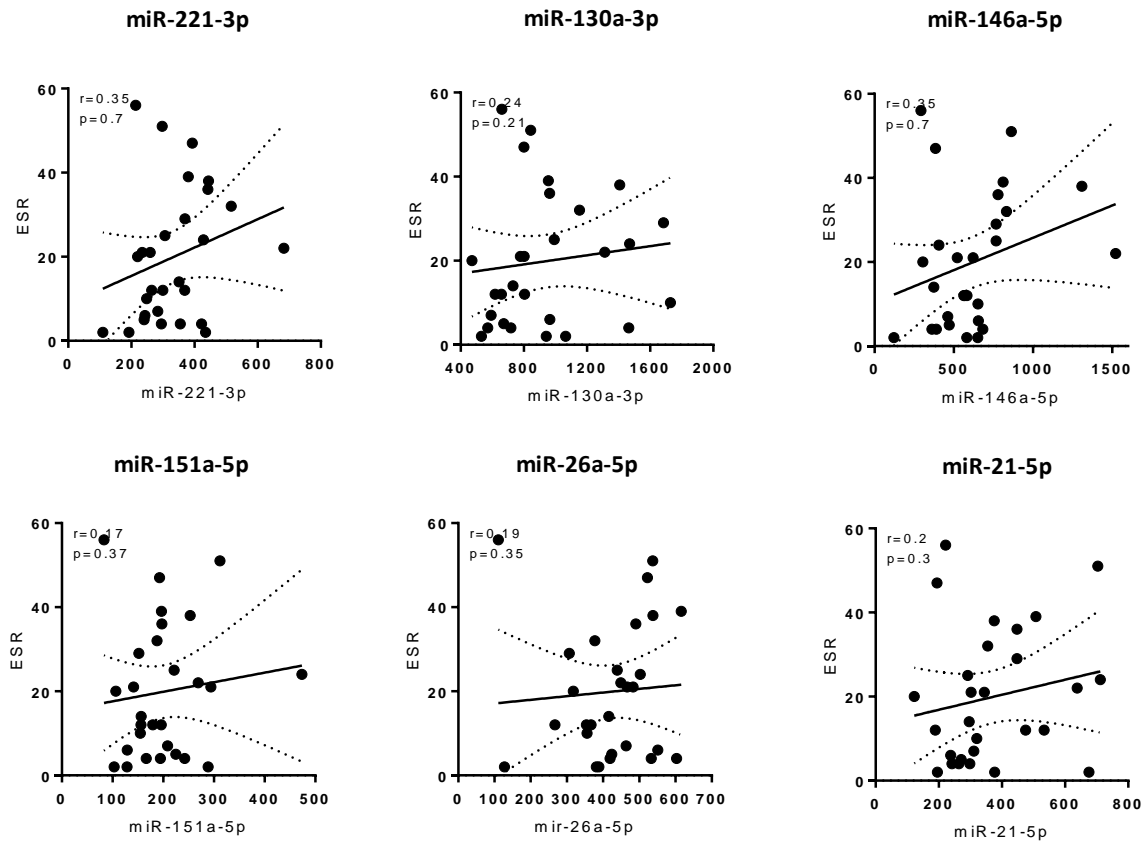 miR-221-3p
r=0.35
p=0.7
60
40
20
0
ESR
0 200 400 600 800
miR-221-3p
miR-130a-3p
r=0.24
p=0.21
60
40
20
0
ESR
400 800 1200 1600 2000
miR-130a-3p
miR-146a-5p
r=0.35
p=0.7
60
40
20
0
ESR
0 500 1000 1500
miR-146a-5p
miR-151a-5p
r=0.17
p=0.37
60
40
20
0
ESR
0 100 200 300 400 500
miR-151a-5p
miR-26a-5p
r=0.19
p=0.35
60
40
20
0
ESR
0 100 200 300 400 500 600 700
mir-26a-5p
miR-21-5p
r=0.2
p=0.3
60
40
20
0
ESR
0 200 400 600 800
miR-21-5p